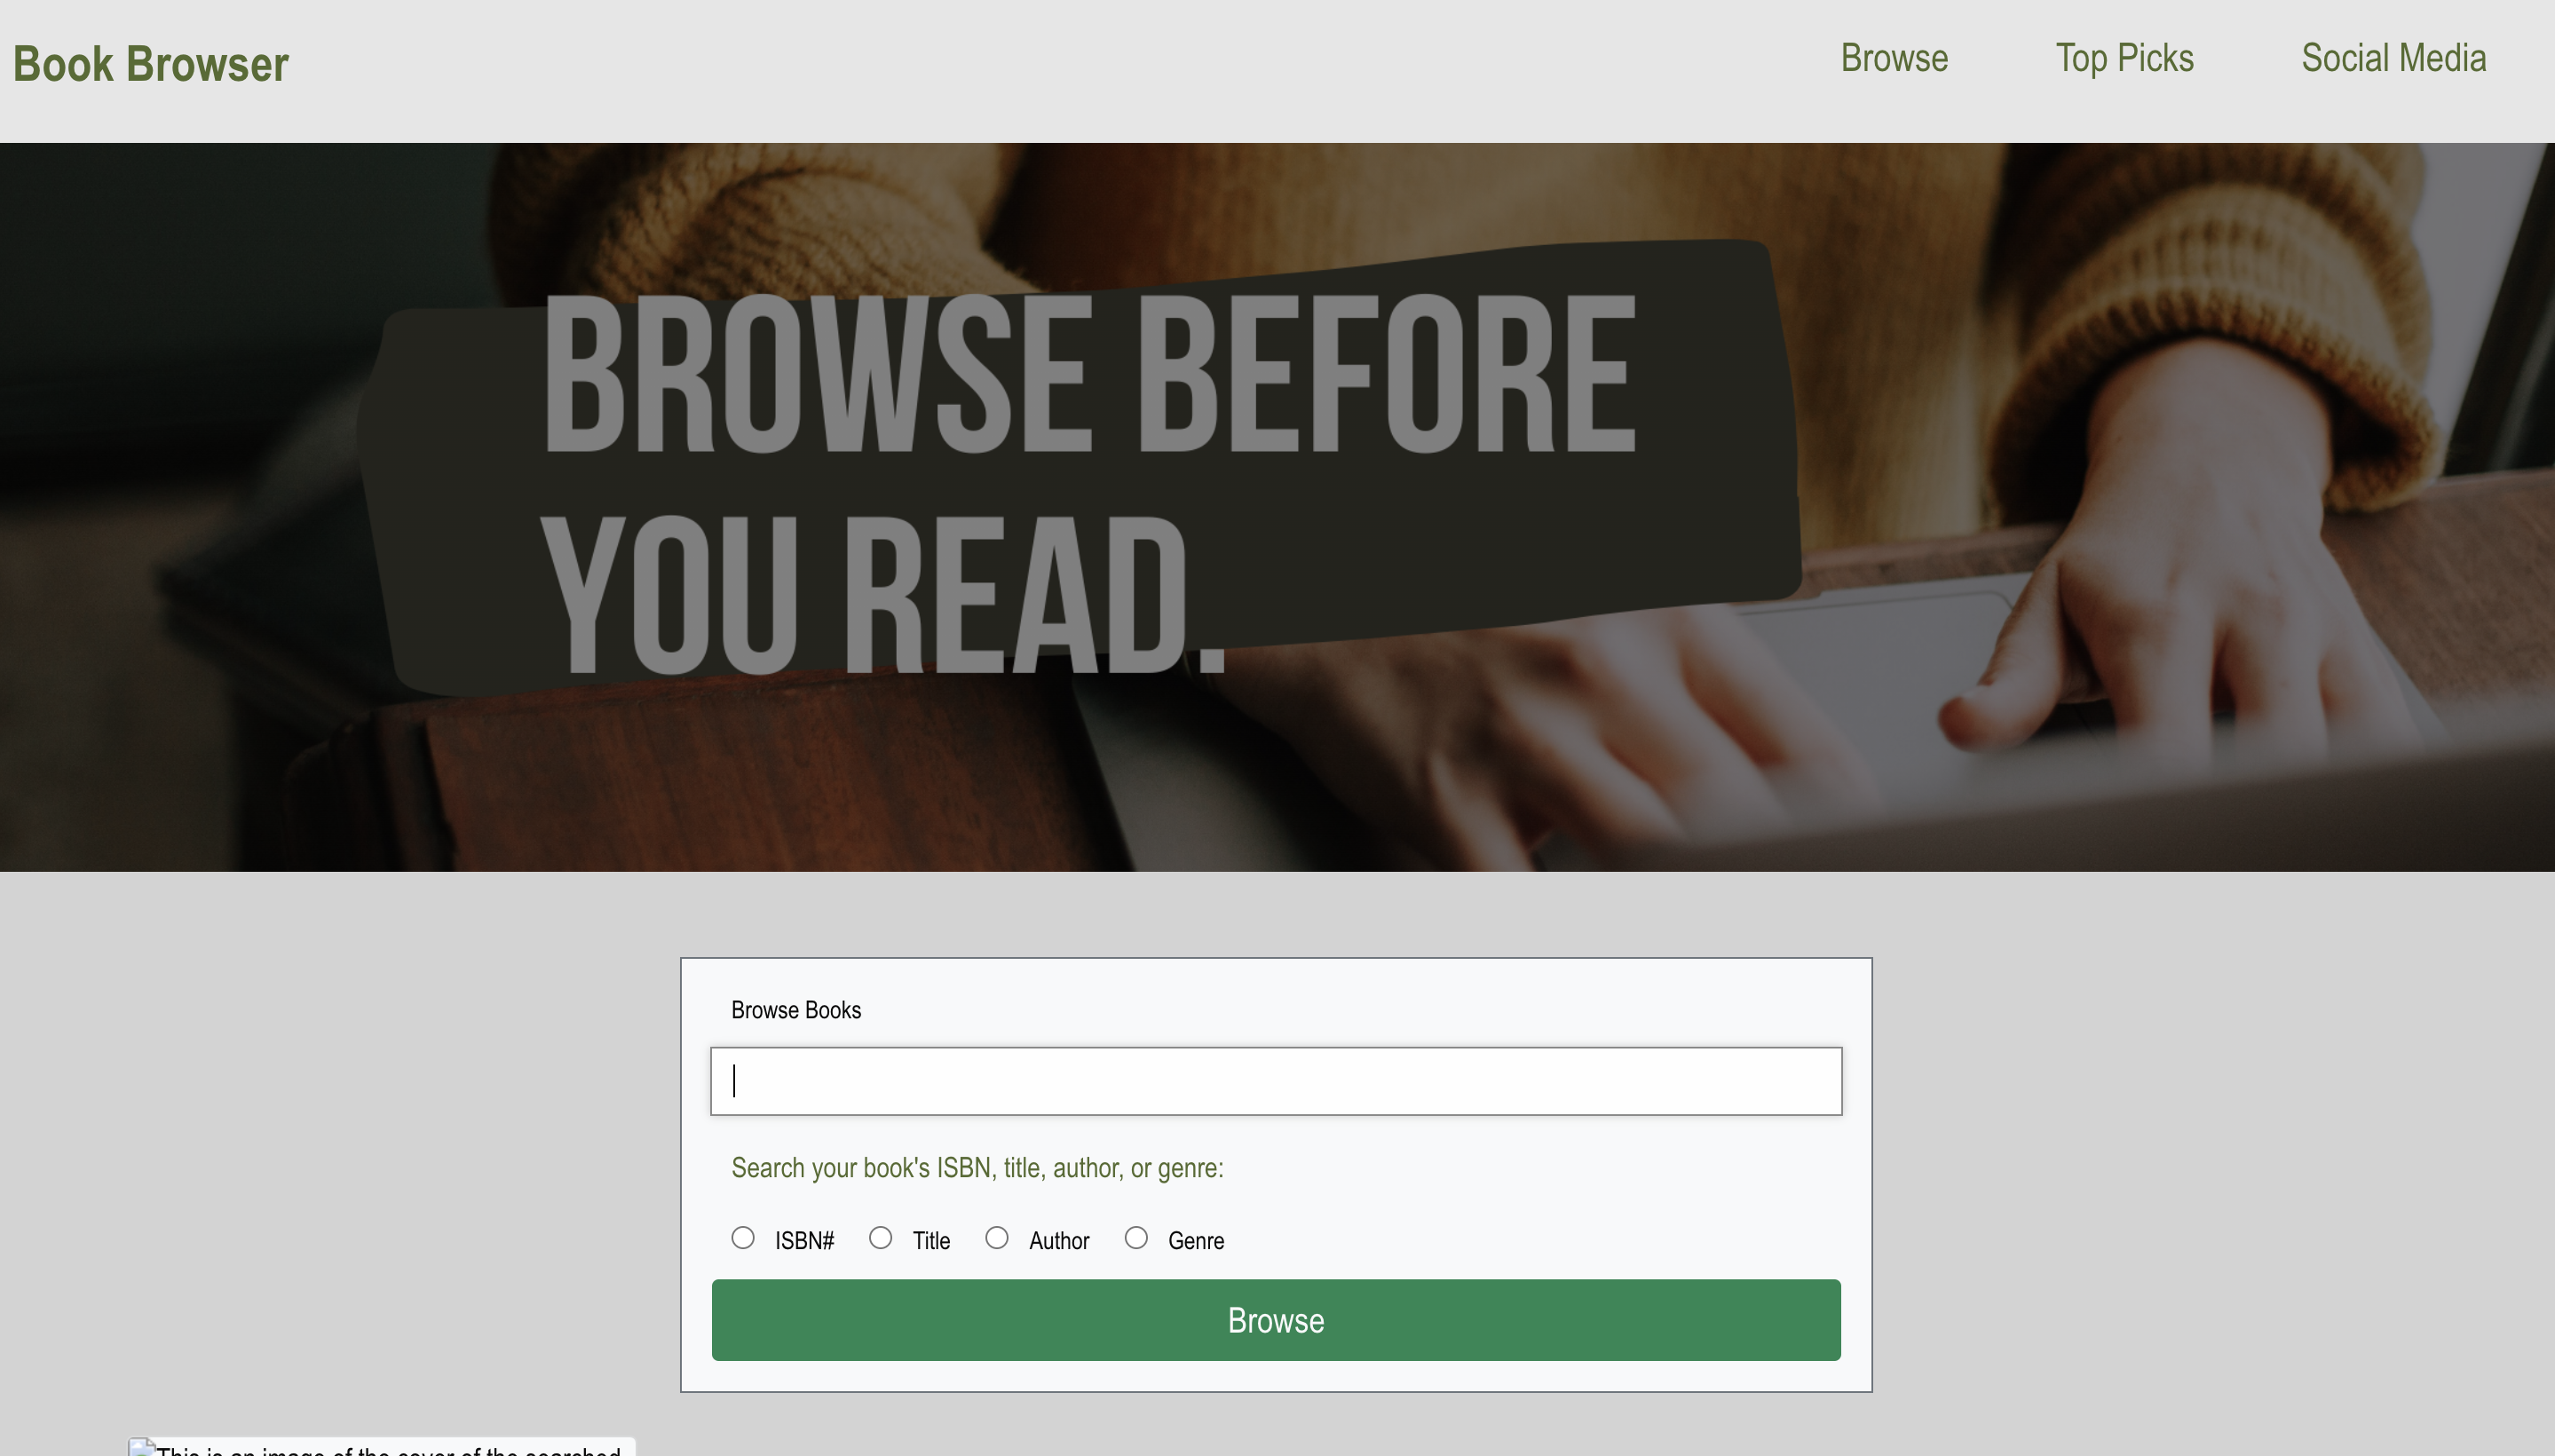 Book Browser
Browse
Top Picks
Social Media
BROWSE BEFORE
YOU READ.
Browse Books
Search your book's ISBN, title, author, or genre:
ISBN# Title Author Genre
Browse
This is an image of the cover of the searched